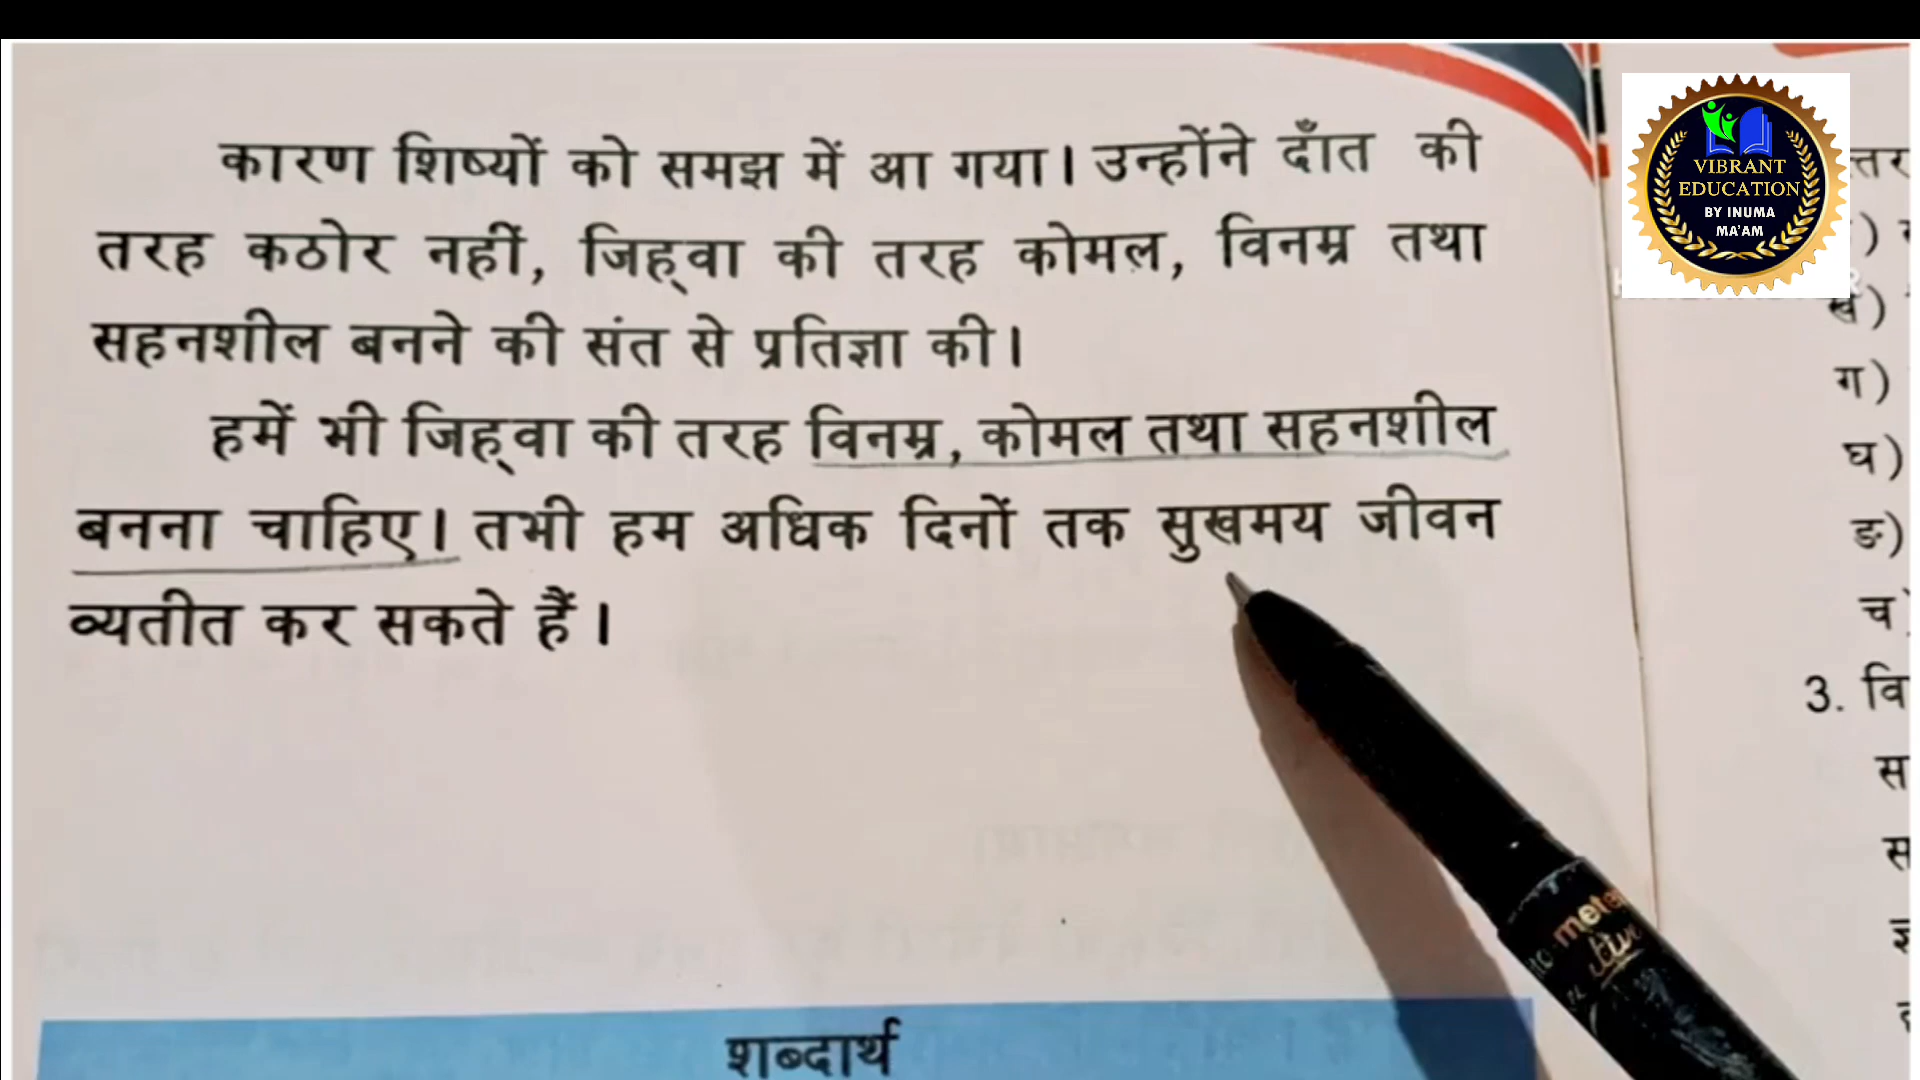 कारण शिष्यों को समझ में आ गया। उन्होंने दाँत की
तरह कठोर नहीं, जिह्‌वा की तरह कोमल, विनम्र तथा
सहनशील बनने की संत से प्रतिज्ञा की।
हमें भी जिह्‌वा की तरह विनम्र, कोमल तथा सहनशील
बनना चाहिए। तभी हम अधिक दिनों तक सुखमय जीवन
व्यतीत कर सकते हैं।
शब्दार्थ
VIBRANT
EDUCATION
BY INUMA
MA'AM
ख)
ग)
घ)
ङ)
च)
3. वि